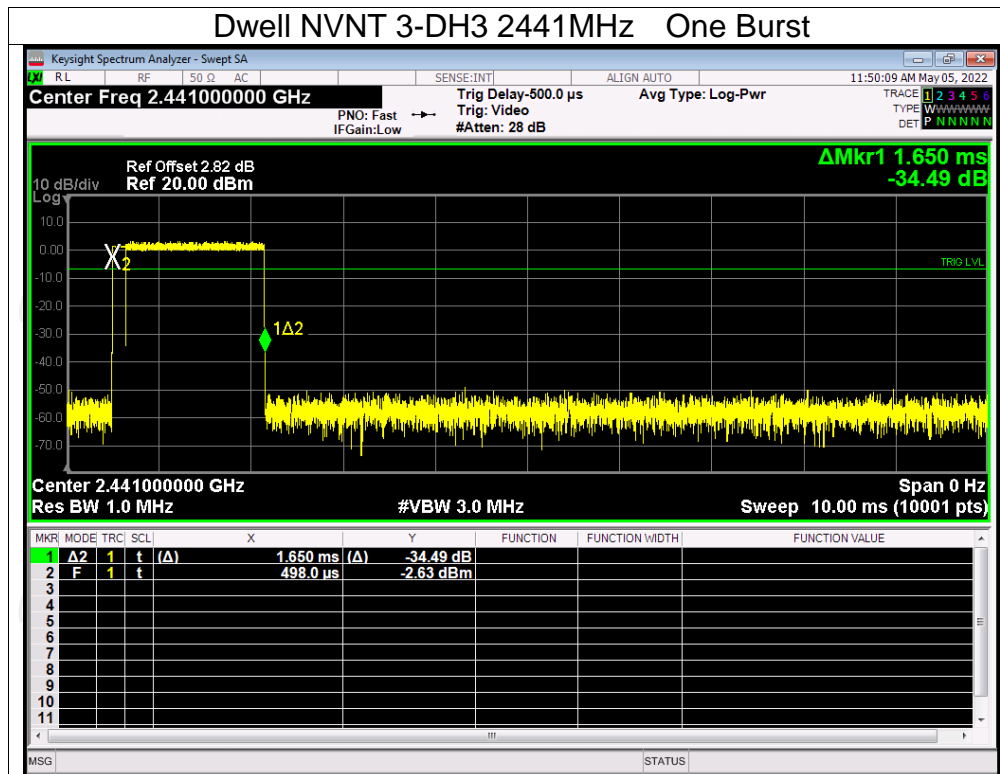 Dwell NVNT 3-DH3 2441MHz One Burst
Keysight Spectrum Analyzer - Swept SA
LXI RL RF 50 Ω AC SENSE:INT ALIGN AUTO 11:50:09 AM May 05, 2022
Center Freq 2.441000000 GHz Trig Delay-500.0 µs Avg Type: Log-Pwr TRACE 1 2 3 4 5 6
PNO: Fast Trig: Video TYPE WWWWWW
IFGain:Low #Atten: 28 dB DET P N N N N N
ΔMkr1 1.650 ms
-34.49 dB
Ref Offset 2.82 dB
10 dB/div Ref 20.00 dBm
Log
10.0
0.00
X2
TRIG LVL
-10.0
-20.0
-30.0
1Δ2
-40.0
-50.0
-60.0
-70.0
Center 2.441000000 GHz Span 0 Hz
Res BW 1.0 MHz #VBW 3.0 MHz Sweep 10.00 ms (10001 pts)
MKR MODE TRC SCL X Y FUNCTION FUNCTION WIDTH FUNCTION VALUE
1 Δ2 1 t (Δ) 1.650 ms (Δ) -34.49 dB
2 F 1 t 498.0 µs -2.63 dBm
3
4
5
6
7
8
9
10
11
MSG STATUS